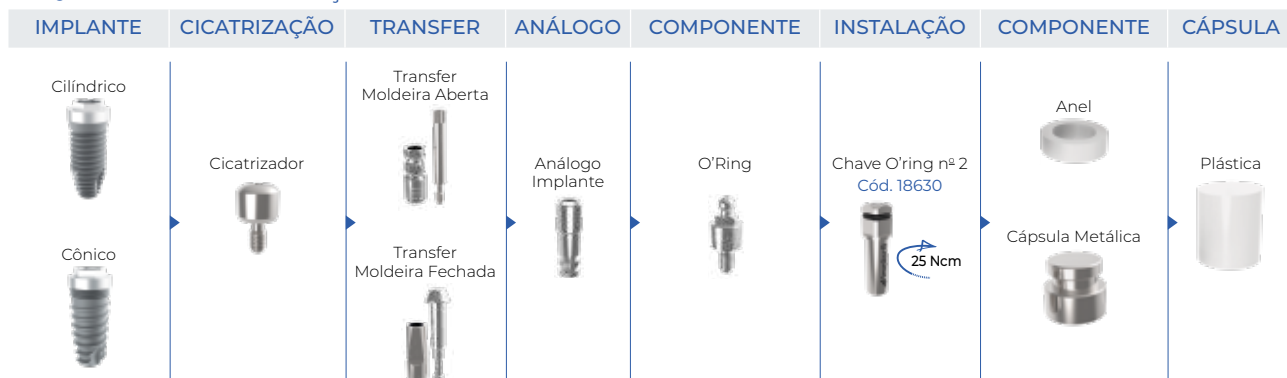 IMPLANTE
CICATRIZAÇÃO
TRANSFER
ANÁLOGO
COMPONENTE
INSTALAÇÃO
COMPONENTE
CÁPSULA
Cilíndrico
Cônico
Cicatrizador
Transfer
Moldeira Aberta
Transfer
Moldeira Fechada
Análogo
Implante
O’Ring
Chave O’ring nº 2
Cód. 18630
25 Ncm
Anel
Cápsula Metálica
Plástica